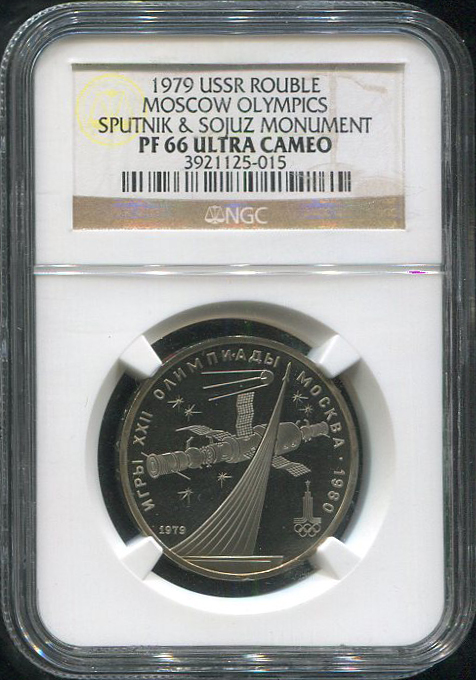 1979 USSR ROUBLE
MOSCOW OLYMPICS
SPUTNIK & SOJUZ MONUMENT
PF 66 ULTRA CAMEO
3921125-015
NGC
ИГРЫ XXII ОЛИМПИАДЫ МОСКВА · 1980
1979